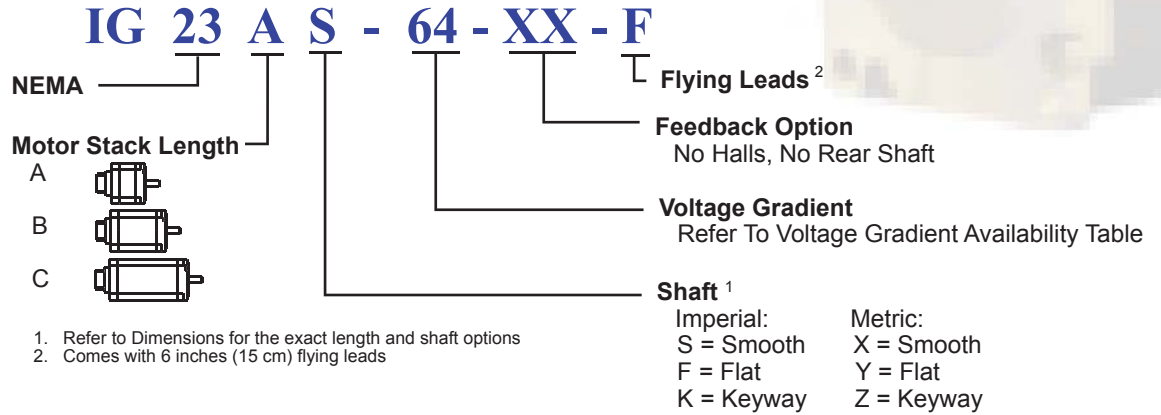 IG 23 A S - 64 - XX - F
NEMA
Flying Leads 2
Motor Stack Length
A
B
C
Feedback Option
No Halls, No Rear Shaft
Voltage Gradient
Refer To Voltage Gradient Availability Table
Shaft 1
Imperial: Metric:
S = Smooth X = Smooth
F = Flat Y = Flat
K = Keyway Z = Keyway
1. Refer to Dimensions for the exact length and shaft options
2. Comes with 6 inches (15 cm) flying leads